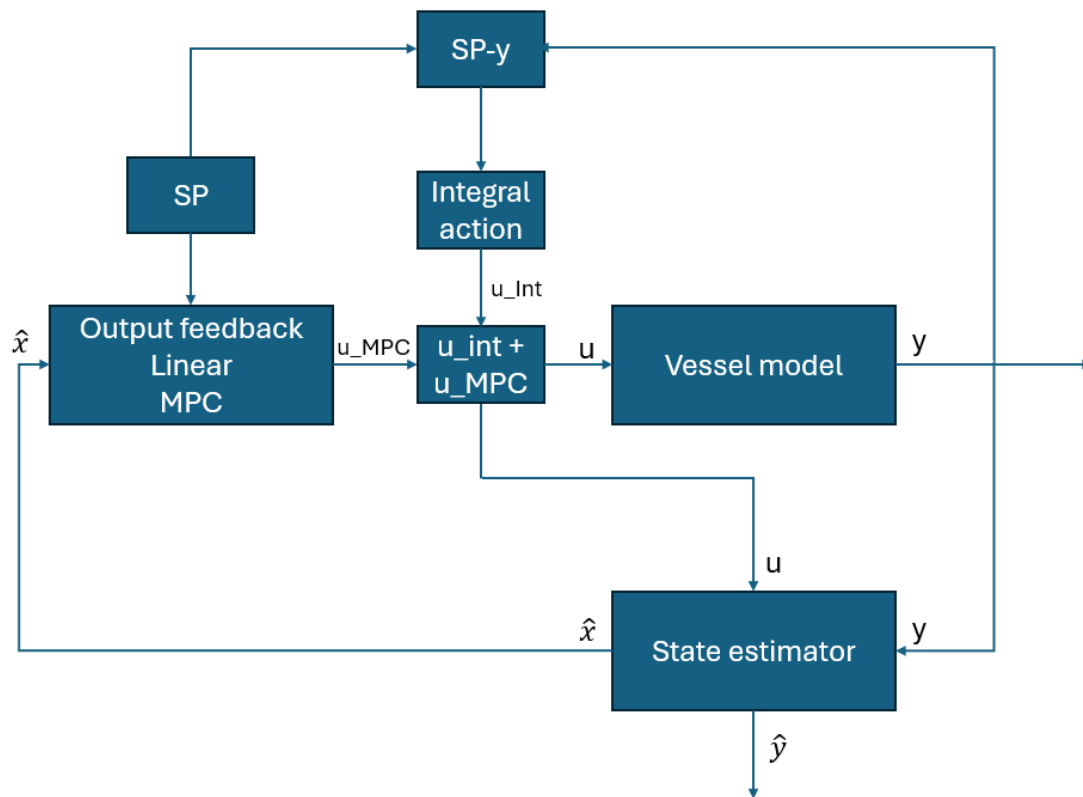 SP-y
SP
Integral
action
u_Int
x̂
Output feedback
Linear
MPC
u_MPC
u_int +
u_MPC
u
Vessel model
y
u
x̂
State estimator
y
ŷ